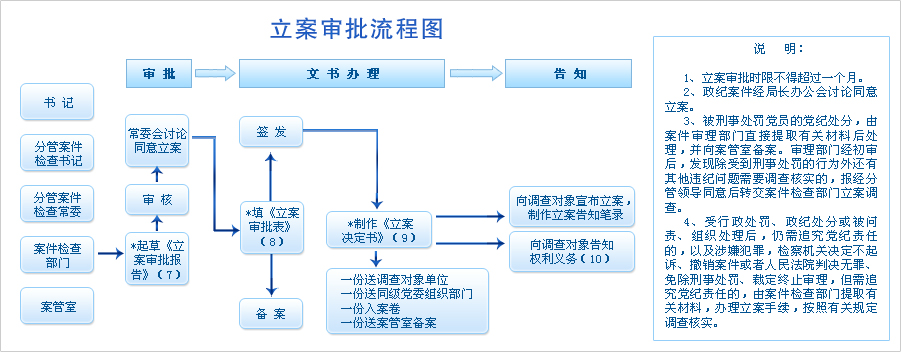 立案审批流程图
审 批
文 书 办 理
告 知
书 记
分管案件
检查书记
分管案件
检查常委
案件检查
部门
案管室
常委会讨论
同意立案
审 核
*起草《立
案审批报
告》(7)
签 发
*填《立案
审批表》
(8)
备 案
*制作《立案
决定书》(9)
一份送调查对象单位
一份送同级党委组织部门
一份入案卷
一份送案管室备案
向调查对象宣布立案，
制作立案告知笔录
向调查对象告知
权利义务(10)
说 明：
1、立案审批时限不得超过一个月。
2、政纪案件经局长办公会讨论同意
立案。
3、被刑事处罚党员的党纪处分，由
案件审理部门直接提取有关材料后处
理，并向案管室备案。审理部门经初审
后，发现除受到刑事处罚的行为外还有
其他违纪问题需要调查核实的，报经分
管领导同意后转交案件检查部门立案调
查。
4、受行政处罚、政纪处分或被问
责、组织处理后，仍需追究党纪责任
的，以及涉嫌犯罪，检察机关决定不起
诉、撤销案件或者人民法院判决无罪、
免除刑事处罚、裁定终止审理，但需追
究党纪责任的，由案件检查部门提取有
关材料，办理立案手续，按照有关规定
调查核实。